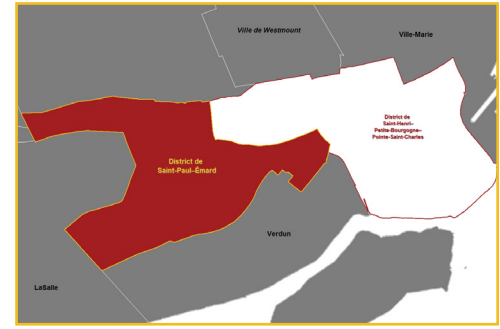 Ville de Westmount
Ville-Marie
District de
Saint-Henri–
Petite-Bourgogne–
Pointe-Saint-Charles
District de
Saint-Paul–Émard
Verdun
LaSalle